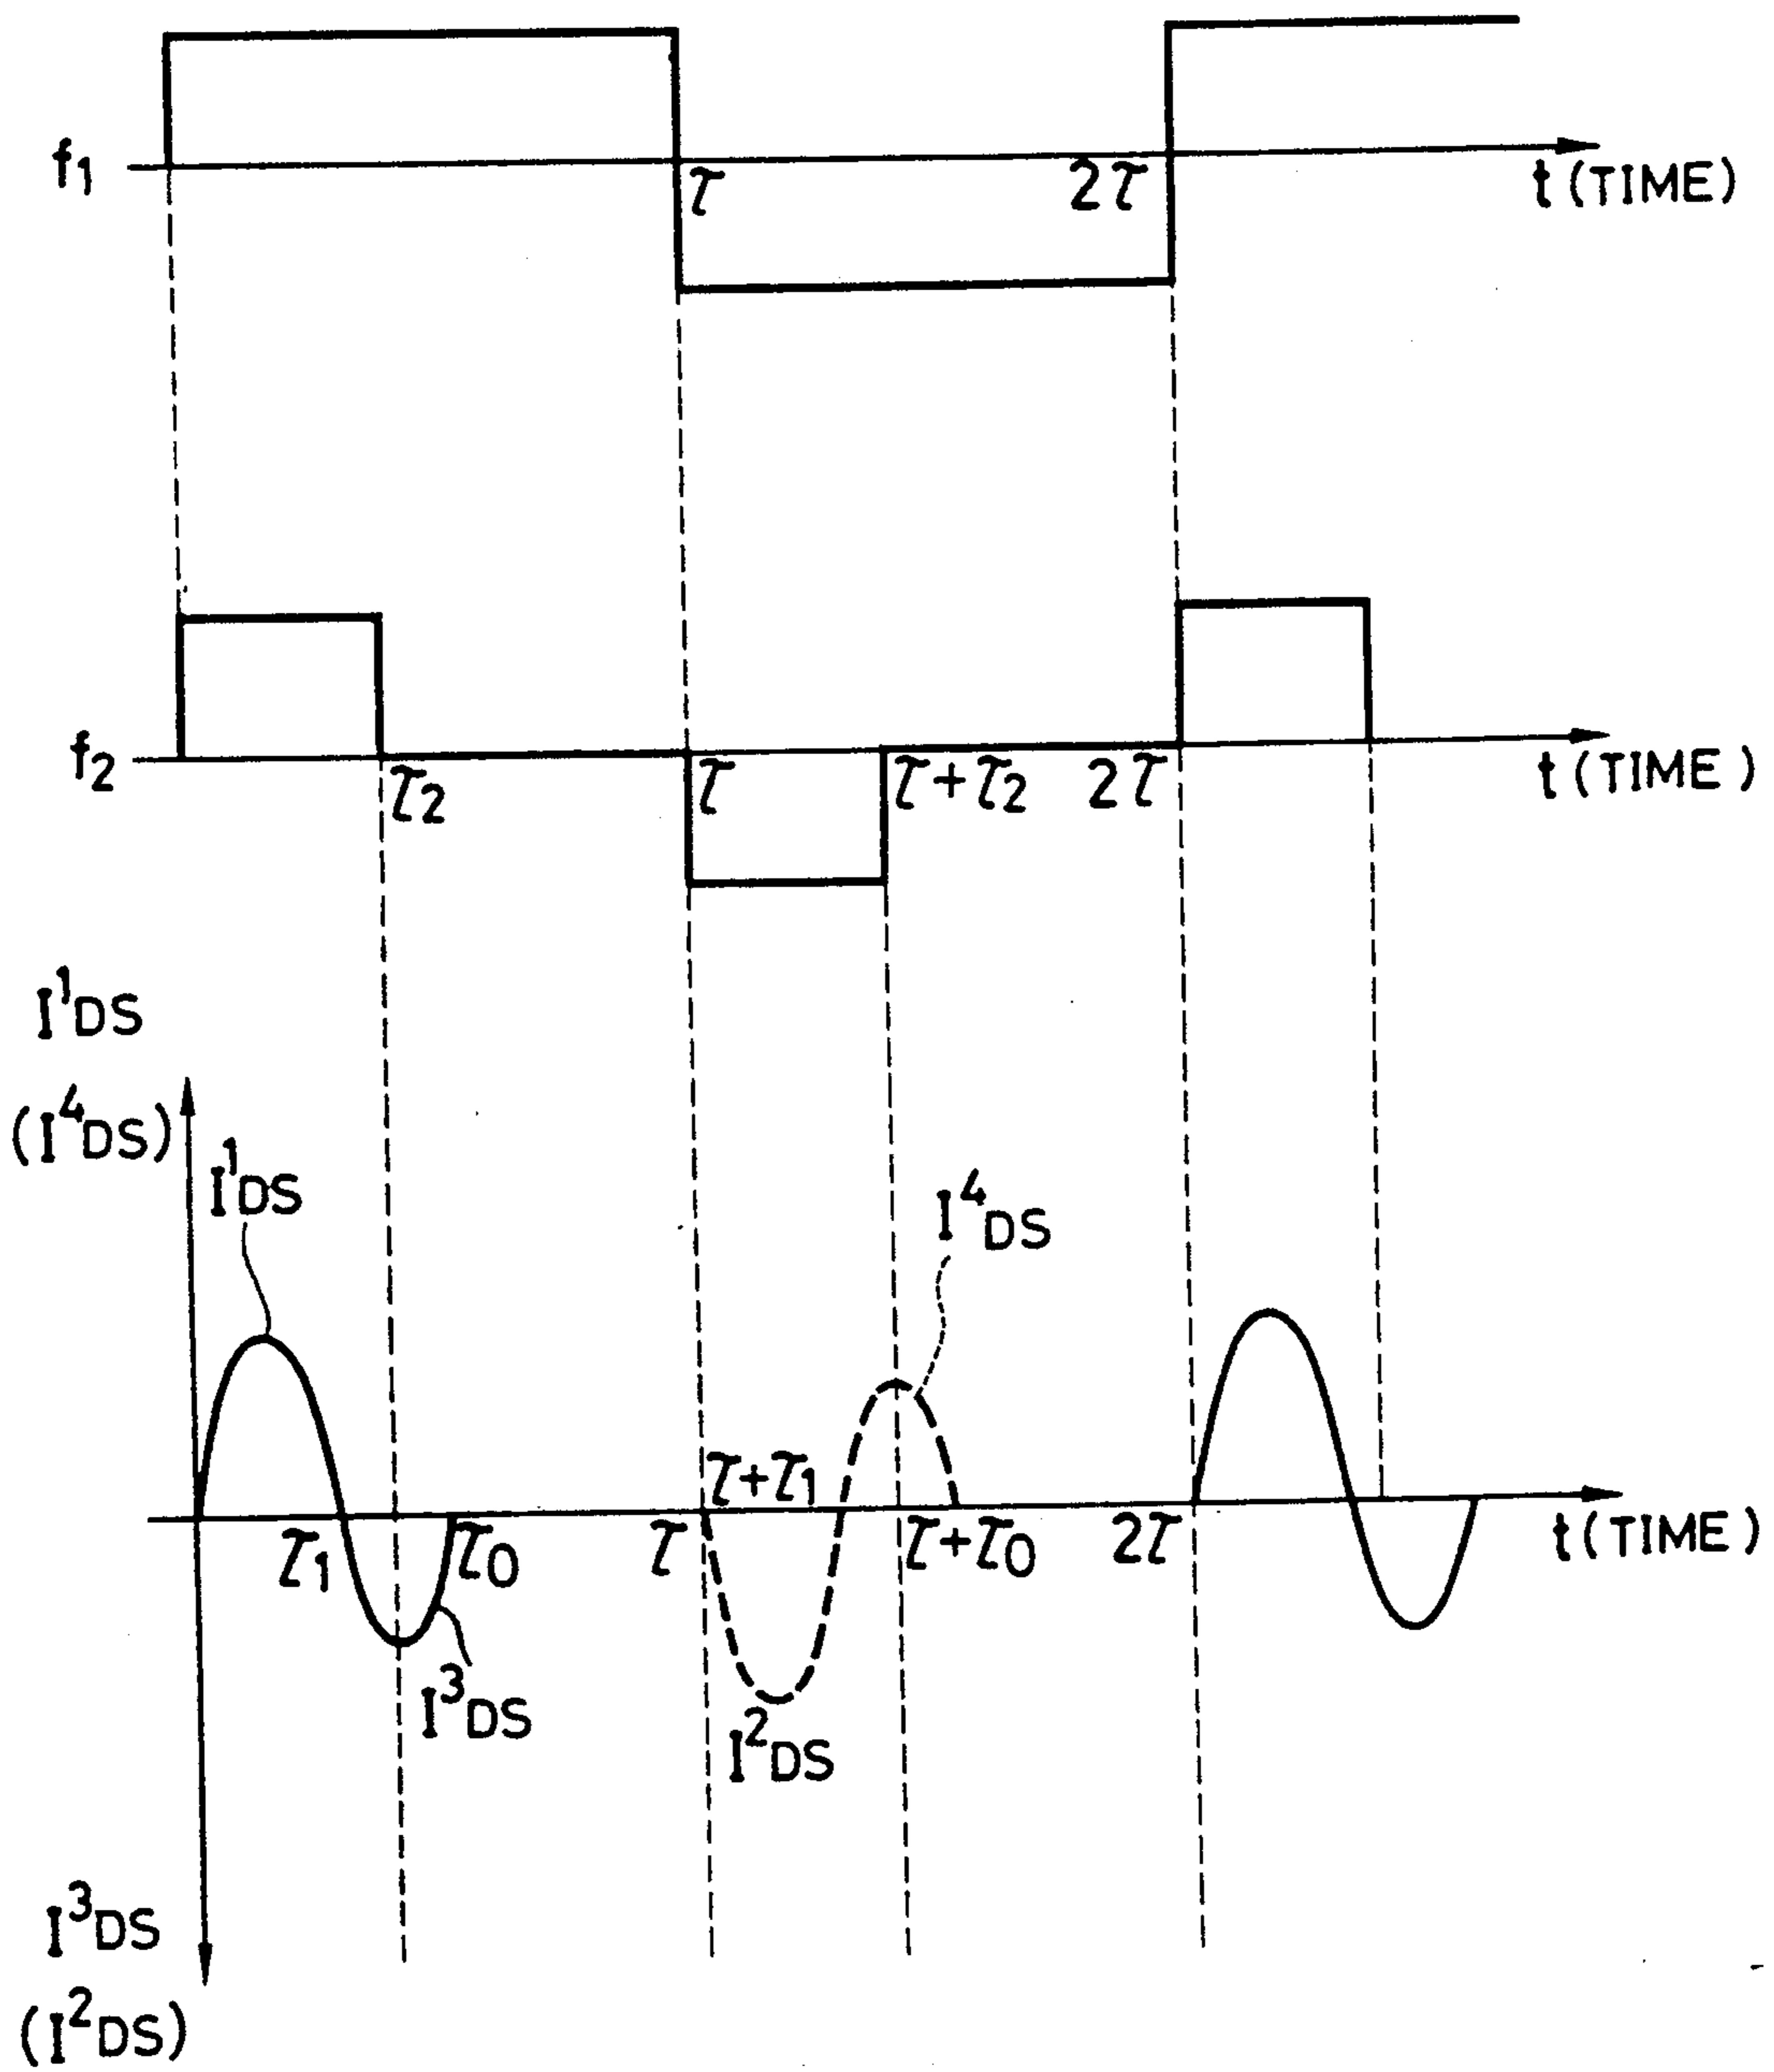 f₁
τ
2τ
t (TIME)
f₂
τ₂
τ
τ+τ₂
2τ
t (TIME)
I¹DS
(I⁴DS)
I¹DS
I⁴DS
τ+τ₁
τ₁
τ₀
τ
τ+τ₀
2τ
t (TIME)
I³DS
I²DS
I³DS
(I²DS)